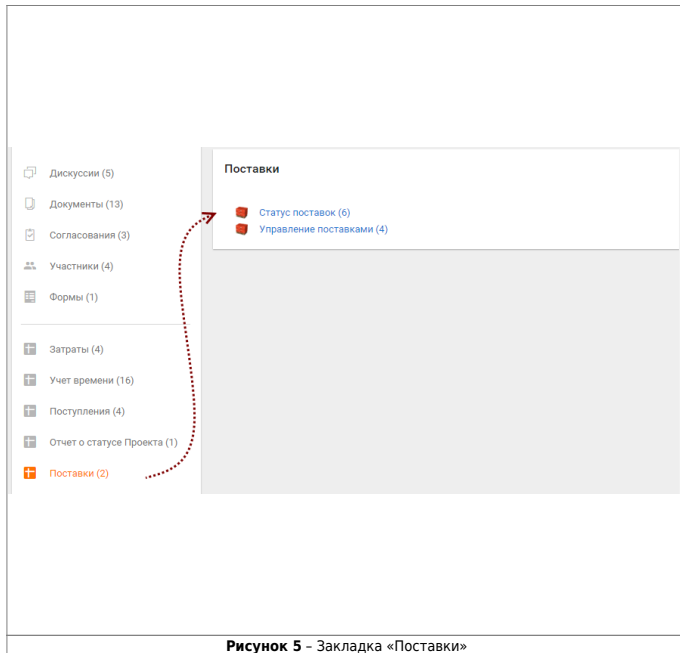 Дискуссии (5)
Документы (13)
Согласования (3)
Участники (4)
Формы (1)
Затраты (4)
Учет времени (16)
Поступления (4)
Отчет о статусе Проекта (1)
Поставки (2)
Поставки
Статус поставок (6)
Управление поставками (4)
Рисунок 5 – Закладка «Поставки»